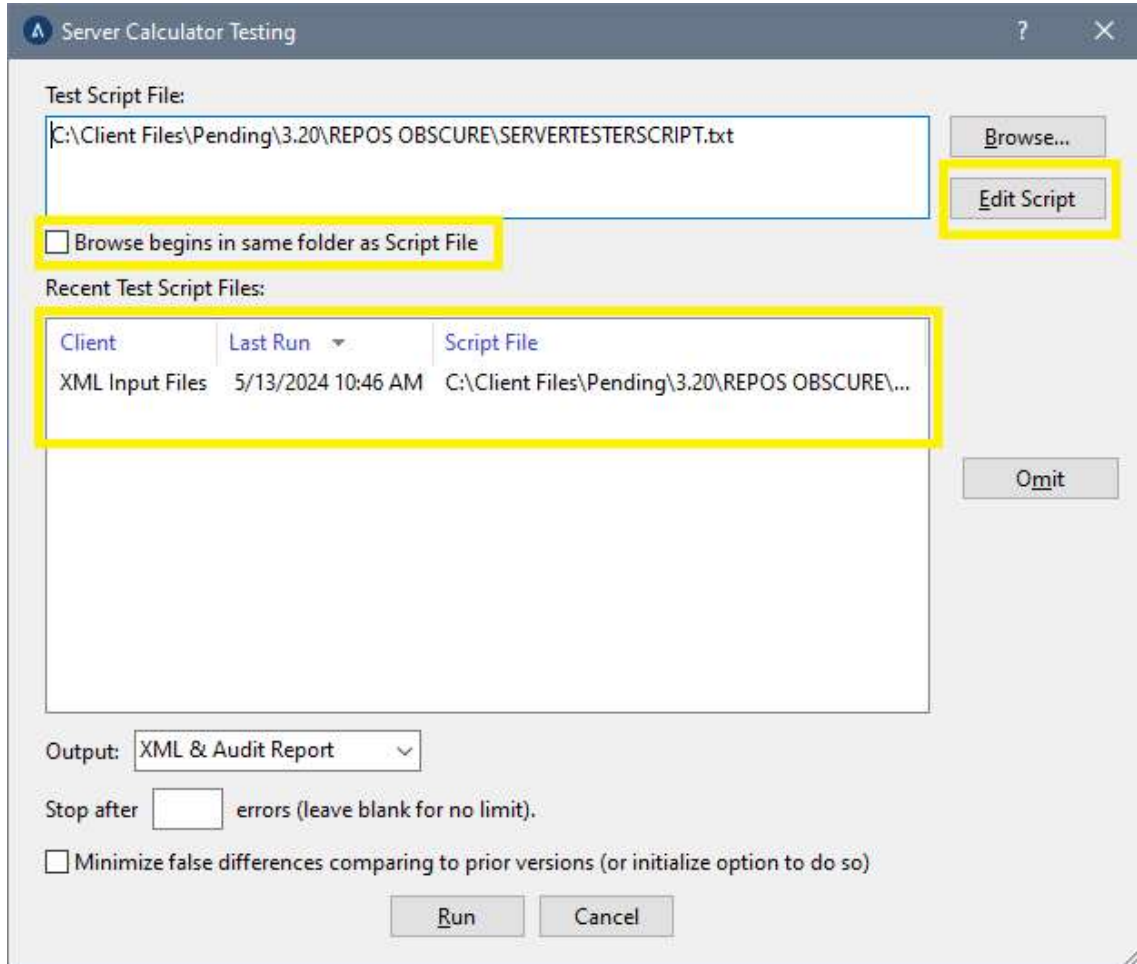 Server Calculator Testing
Test Script File:
C:\Client Files\Pending\3.20\REPOS OBSCURE\SERVERTESTERSCRIPT.txt
Browse...
Edit Script
Browse begins in same folder as Script File
Recent Test Script Files:
Client Last Run Script File
XML Input Files 5/13/2024 10:46 AM C:\Client Files\Pending\3.20\REPOS OBSCURE\...
Omit
Output: XML & Audit Report
Stop after errors (leave blank for no limit).
Minimize false differences comparing to prior versions (or initialize option to do so)
Run Cancel